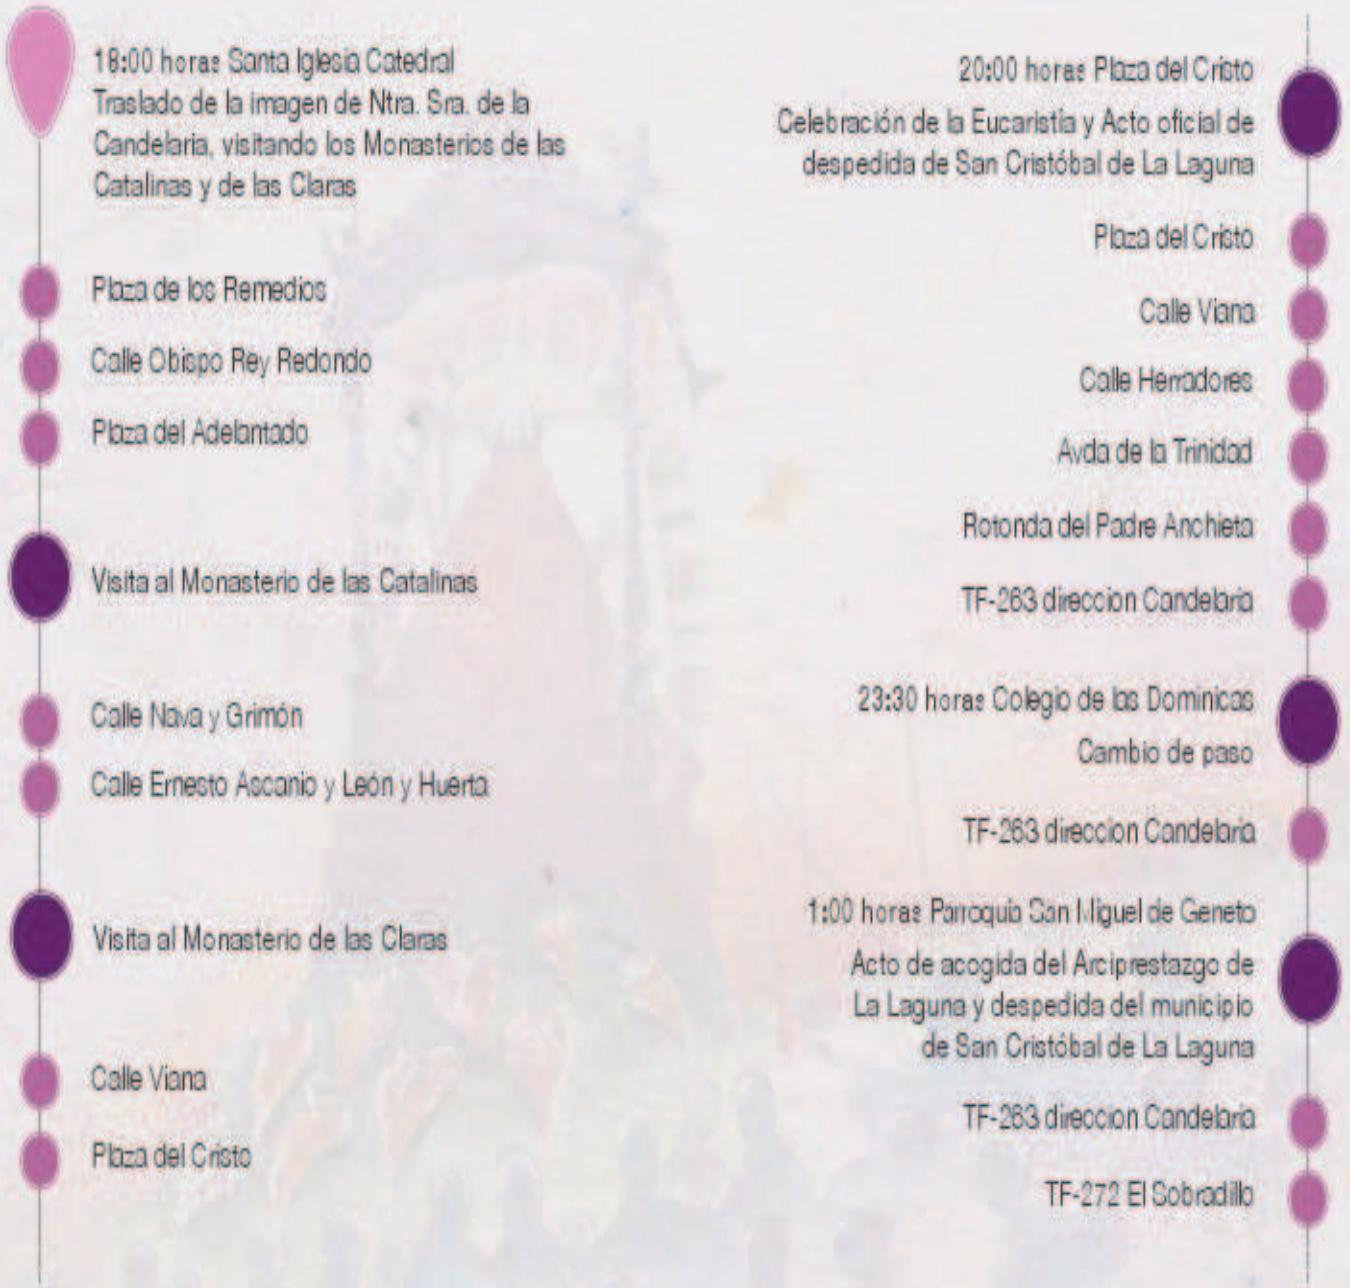 18:00 horas Santa Iglesia Catedral
Traslado de la imagen de Ntra. Sra. de la
Candelaria, visitando los Monasterios de las
Catalinas y de las Claras
Plaza de los Remedios
Calle Obispo Rey Redondo
Plaza del Adelantado
Visita al Monasterio de las Catalinas
Calle Nava y Grimón
Calle Ernesto Ascanio y León y Huerta
Visita al Monasterio de las Claras
Calle Viana
Plaza del Cristo
20:00 horas Plaza del Cristo
Celebración de la Eucaristía y Acto oficial de
despedida de San Cristóbal de La Laguna
Plaza del Cristo
Calle Viana
Calle Herradores
Avda de la Trinidad
Rotonda del Padre Anchieta
TF-263 direccion Candelaria
23:30 horas Colegio de las Dominicas
Cambio de paso
TF-263 direccion Candelaria
1:00 horas Parroquia San Miguel de Geneto
Acto de acogida del Arciprestazgo de
La Laguna y despedida del municipio
de San Cristóbal de La Laguna
TF-263 direccion Candelaria
TF-272 El Sobradillo